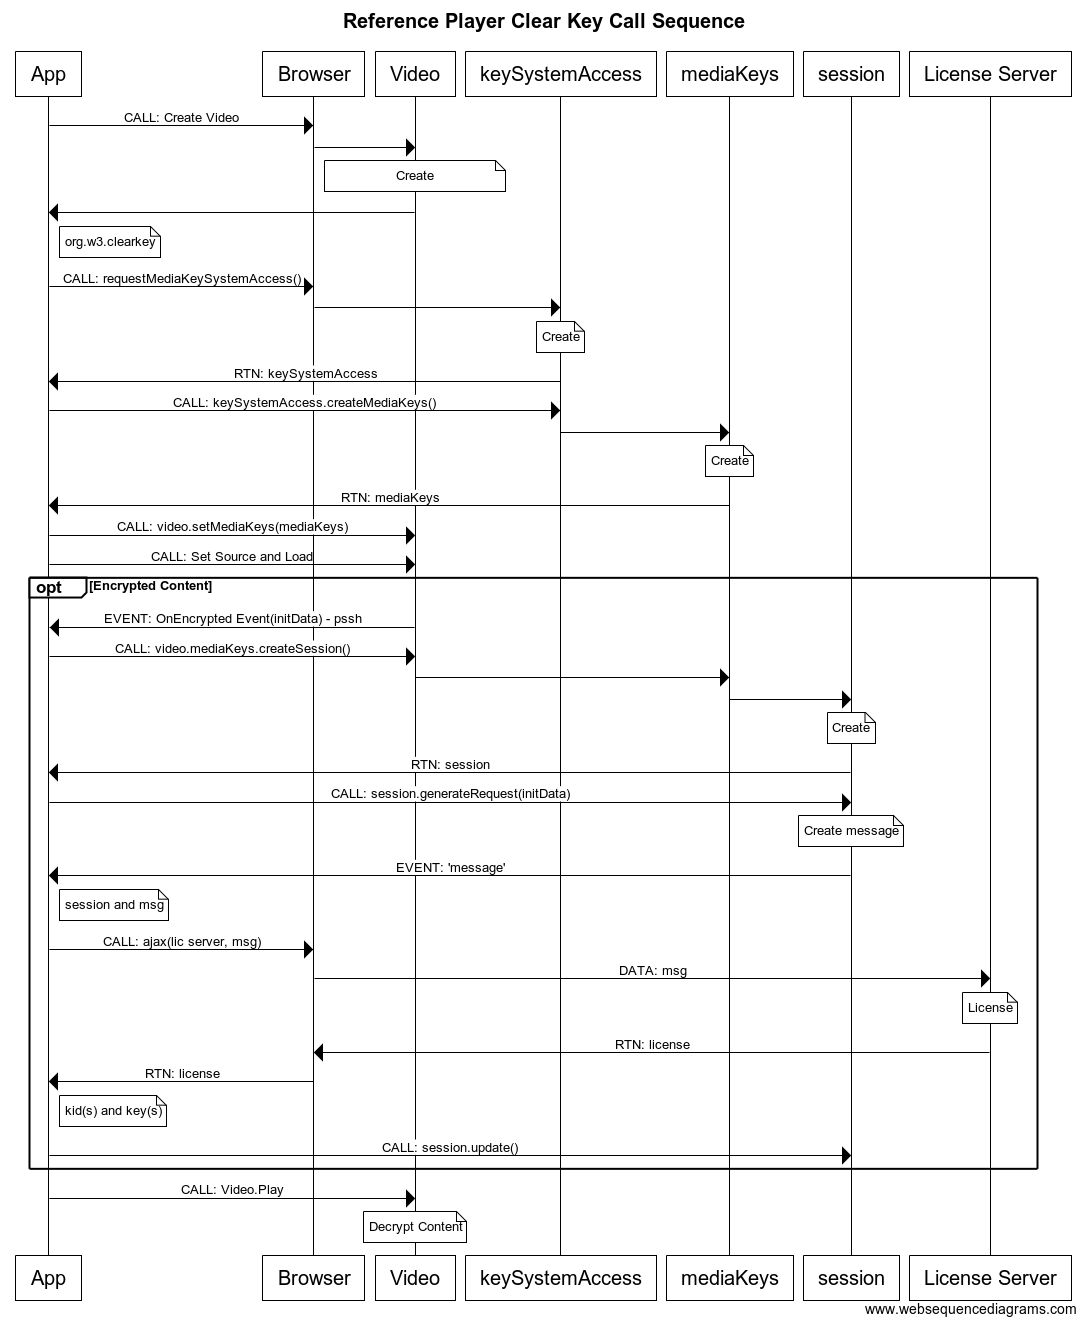 Reference Player Clear Key Call Sequence
App Browser Video keySystemAccess mediaKeys session License Server
CALL: Create Video
Create
org.w3.clearkey
CALL: requestMediaKeySystemAccess()
Create
RTN: keySystemAccess
CALL: keySystemAccess.createMediaKeys()
Create
RTN: mediaKeys
CALL: video.setMediaKeys(mediaKeys)
CALL: Set Source and Load
opt [Encrypted Content]
EVENT: OnEncrypted Event(initData) - pssh
CALL: video.mediaKeys.createSession()
Create
RTN: session
CALL: session.generateRequest(initData)
Create message
EVENT: 'message'
session and msg
CALL: ajax(lic server, msg)
DATA: msg
License
RTN: license
RTN: license
kid(s) and key(s)
CALL: session.update()
CALL: Video.Play
Decrypt Content
App Browser Video keySystemAccess mediaKeys session License Server
www.websequencediagrams.com